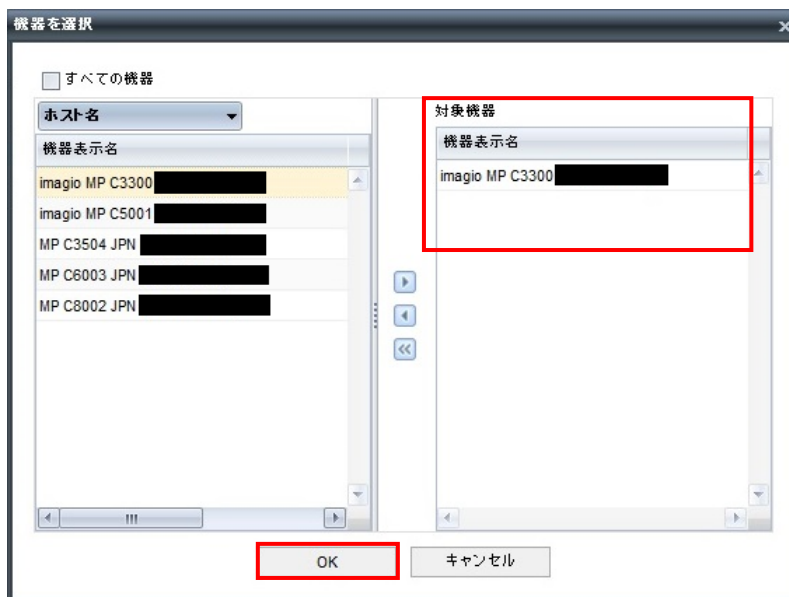 機器を選択
すべての機器
ホスト名
機器表示名
imagio MP C3300
imagio MP C5001
MP C3504 JPN
MP C6003 JPN
MP C8002 JPN
対象機器
機器表示名
imagio MP C3300
OK
キャンセル